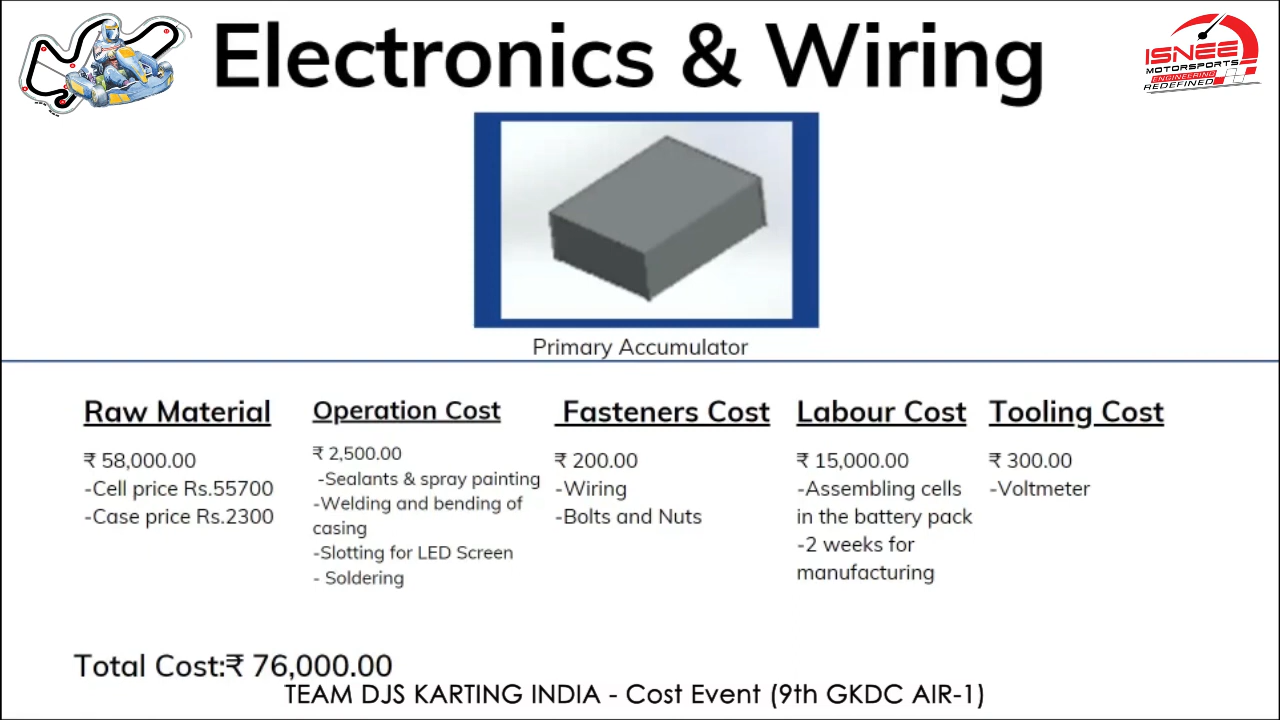 Electronics & Wiring
ISNEE
MOTORSPORTS
ENGINEERING
REDEFINED
Primary Accumulator
Raw Material
₹ 58,000.00
-Cell price Rs.55700
-Case price Rs.2300
Operation Cost
₹ 2,500.00
-Sealants & spray painting
-Welding and bending of
casing
-Slotting for LED Screen
- Soldering
Fasteners Cost
₹ 200.00
-Wiring
-Bolts and Nuts
Labour Cost
₹ 15,000.00
-Assembling cells
in the battery pack
-2 weeks for
manufacturing
Tooling Cost
₹ 300.00
-Voltmeter
Total Cost:₹ 76,000.00
TEAM DJS KARTING INDIA - Cost Event (9th GKDC AIR-1)